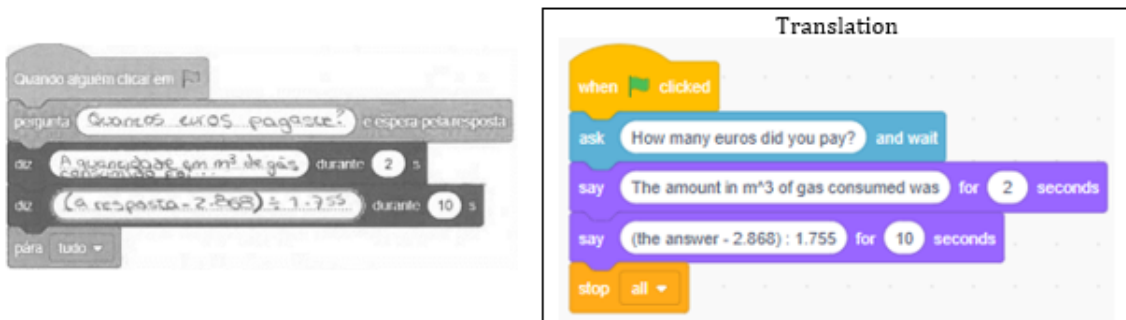 Translation
Quando alguém clicar em
pergunta Quantos euros pagaste? e espera pela resposta
diz A quantidade em m³ de gás consumida foi... durante 2 s
diz (a resposta - 2.868) ÷ 1.755 durante 10 s
pára tudo
when clicked
ask How many euros did you pay? and wait
say The amount in m^3 of gas consumed was for 2 seconds
say (the answer - 2.868) : 1.755 for 10 seconds
stop all